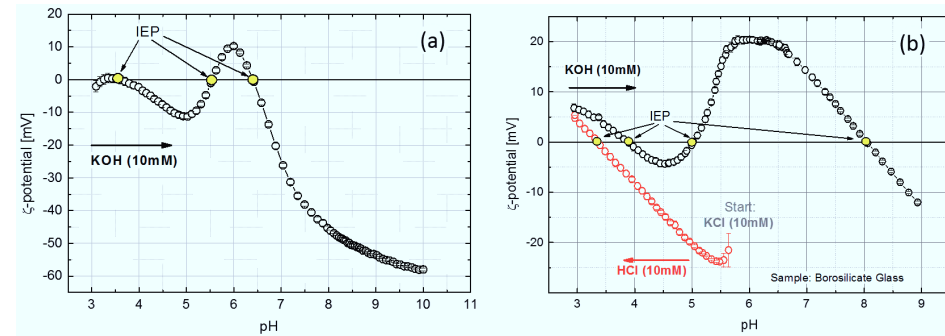 20
10
0
-10
-20
-30
-40
-50
-60
ζ-potential [mV]
IEP
(a)
KOH (10mM)
3 4 5 6 7 8 9 10 11
pH
20
10
0
-10
-20
ζ-potential [mV]
(b)
KOH (10mM)
IEP
Start:
KCl (10mM)
HCl (10mM)
Sample: Borosilicate Glass
3 4 5 6 7 8 9
pH